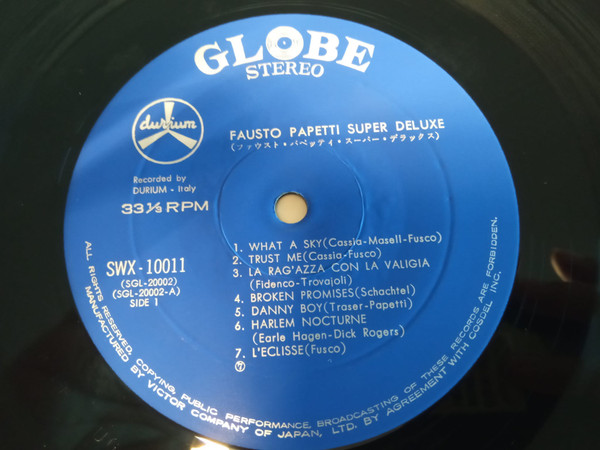 GLOBE
STEREO
durium
FAUSTO PAPETTI SUPER DELUXE
(ファウスト・パペッティ・スーパー・デラックス)
Recorded by
DURIUM - Italy
33 1/3 RPM
SWX-10011
(SGL-20002)
(SGL-20002-A)
SIDE 1
1. WHAT A SKY(Cassia-Masell-Fusco)
2. TRUST ME(Cassia-Fusco)
3. LA RAG'AZZA CON LA VALIGIA
(Fidenco-Trovajoli)
4. BROKEN PROMISES(Schachtel)
5. DANNY BOY(Traser-Papetti)
6. HARLEM NOCTURNE
(Earle Hagen-Dick Rogers)
7. L'ECLISSE(Fusco)
ALL RIGHTS RESERVED. COPYING, PUBLIC PERFORMANCE, BROADCASTING OF THESE RECORDS ARE FORBIDDEN.
MANUFACTURED BY VICTOR COMPANY OF JAPAN, LTD. BY AGREEMENT WITH COSDEL INC.